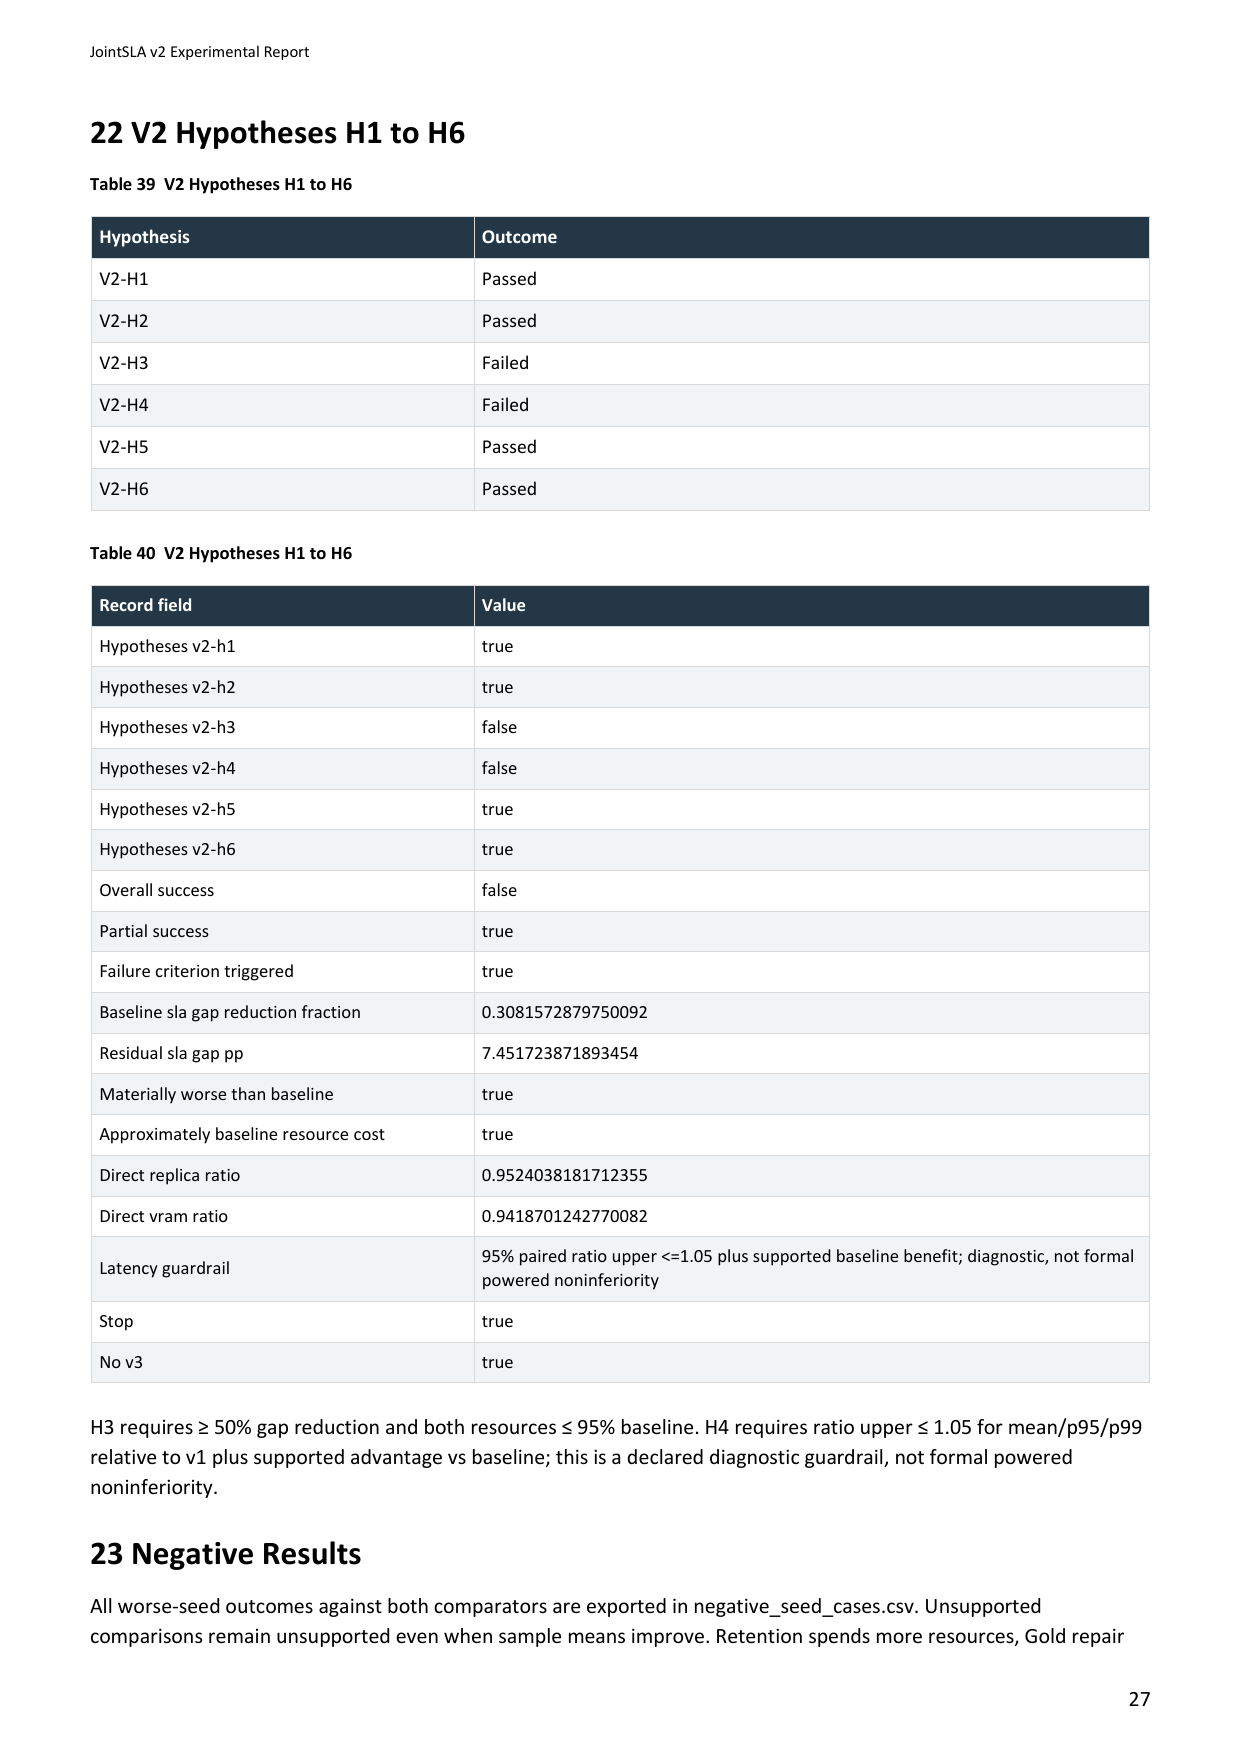 JointSLA v2 Experimental Report
22 V2 Hypotheses H1 to H6
Table 39 V2 Hypotheses H1 to H6
Hypothesis Outcome
V2-H1 Passed
V2-H2 Passed
V2-H3 Failed
V2-H4 Failed
V2-H5 Passed
V2-H6 Passed
Table 40 V2 Hypotheses H1 to H6
Record field Value
Hypotheses v2-h1 true
Hypotheses v2-h2 true
Hypotheses v2-h3 false
Hypotheses v2-h4 false
Hypotheses v2-h5 true
Hypotheses v2-h6 true
Overall success false
Partial success true
Failure criterion triggered true
Baseline sla gap reduction fraction 0.3081572879750092
Residual sla gap pp 7.451723871893454
Materially worse than baseline true
Approximately baseline resource cost true
Direct replica ratio 0.9524038181712355
Direct vram ratio 0.9418701242770082
Latency guardrail 95% paired ratio upper <=1.05 plus supported baseline benefit; diagnostic, not formal
powered noninferiority
Stop true
No v3 true
H3 requires ≥ 50% gap reduction and both resources ≤ 95% baseline. H4 requires ratio upper ≤ 1.05 for mean/p95/p99
relative to v1 plus supported advantage vs baseline; this is a declared diagnostic guardrail, not formal powered
noninferiority.
23 Negative Results
All worse-seed outcomes against both comparators are exported in negative_seed_cases.csv. Unsupported
comparisons remain unsupported even when sample means improve. Retention spends more resources, Gold repair
27